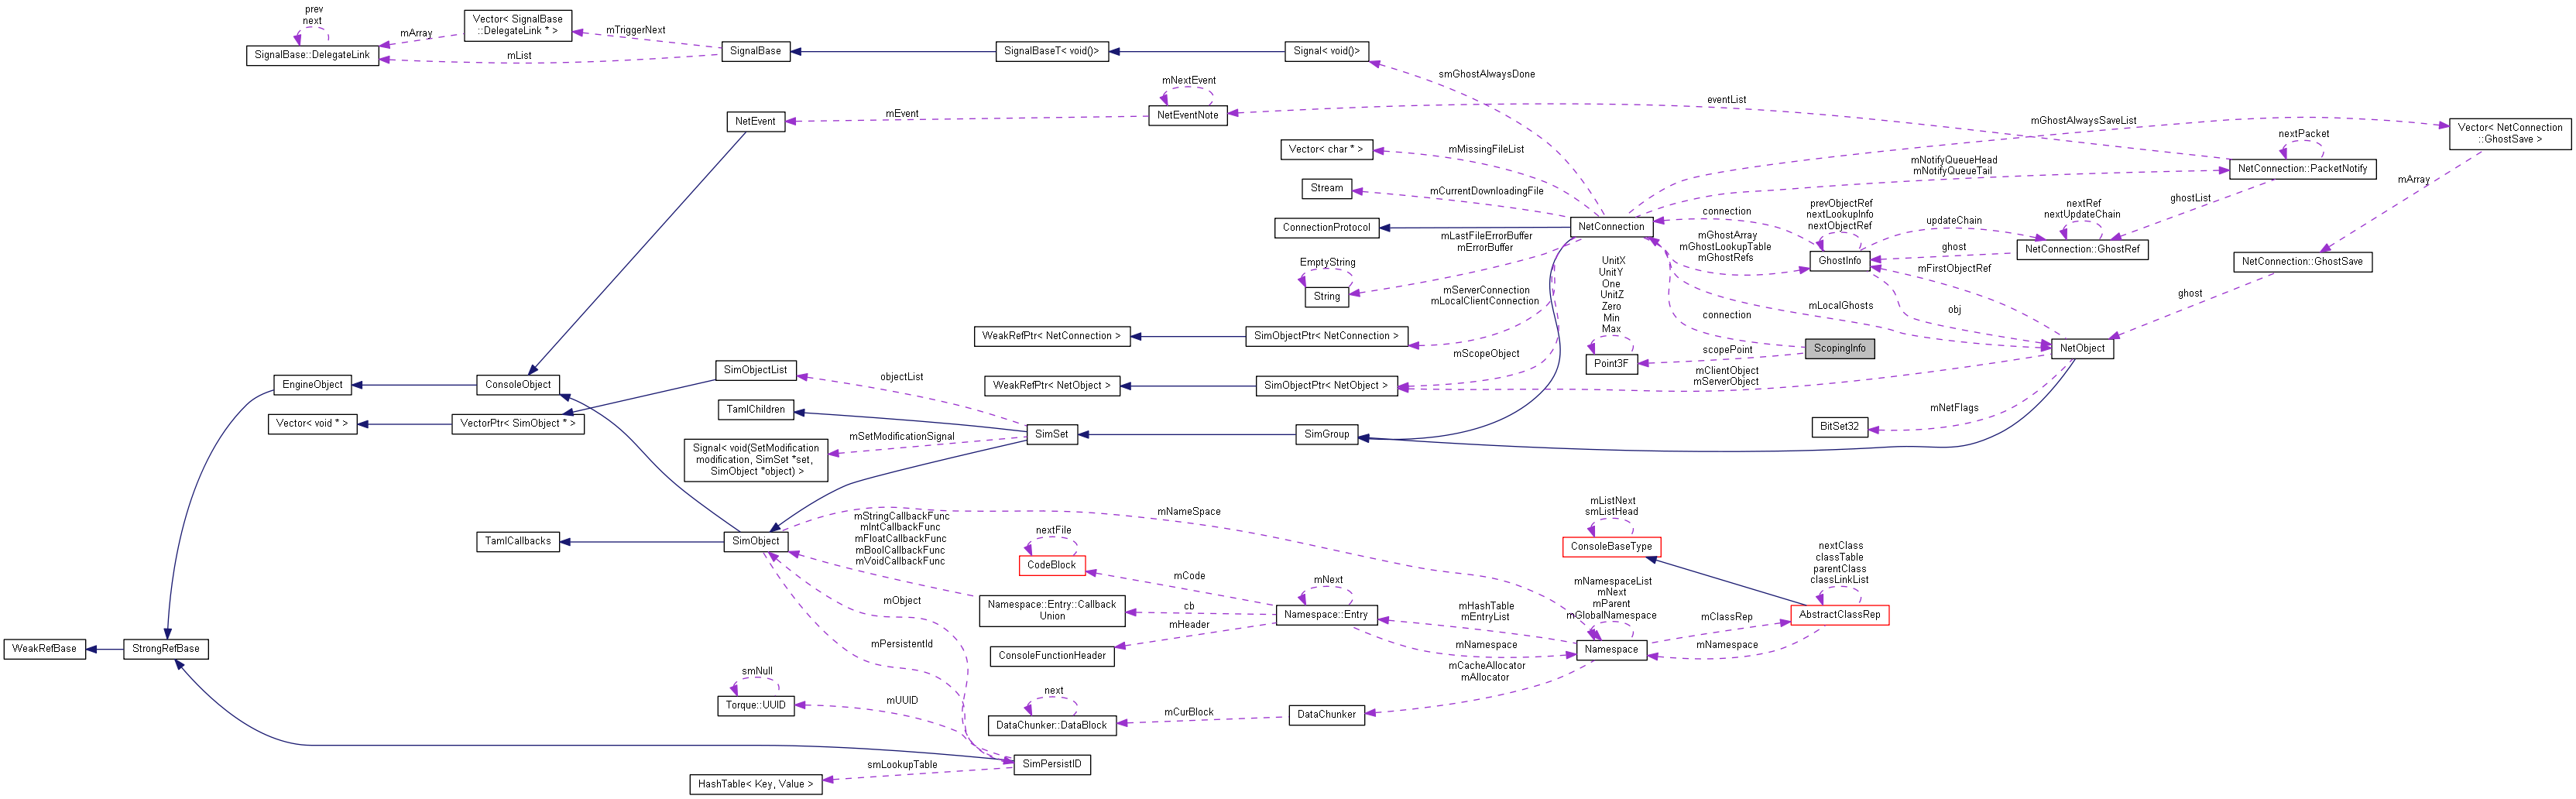 prev
next
SignalBase::DelegateLink
mArray
mList
Vector< SignalBase
::DelegateLink * >
mTriggerNext
SignalBase
SignalBaseT< void()>
Signal< void()>
smGhostAlwaysDone
mNextEvent
NetEventNote
mEvent
NetEvent
eventList
Vector< char * >
mMissingFileList
Stream
mCurrentDownloadingFile
ConnectionProtocol
NetConnection
mGhostAlwaysSaveList
mNotifyQueueHead
mNotifyQueueTail
nextPacket
NetConnection::PacketNotify
Vector< NetConnection
::GhostSave >
mArray
ghostList
connection
mGhostArray
mGhostLookupTable
mGhostRefs
prevObjectRef
nextLookupInfo
nextObjectRef
GhostInfo
updateChain
ghost
nextRef
nextUpdateChain
NetConnection::GhostRef
mFirstObjectRef
NetConnection::GhostSave
ghost
mLastFileErrorBuffer
mErrorBuffer
EmptyString
String
mServerConnection
mLocalClientConnection
UnitX
UnitY
One
UnitZ
Zero
Min
Max
Point3F
mLocalGhosts
connection
obj
scopePoint
ScopingInfo
NetObject
WeakRefPtr< NetConnection >
SimObjectPtr< NetConnection >
mScopeObject
mClientObject
mServerObject
WeakRefPtr< NetObject >
SimObjectPtr< NetObject >
mNetFlags
BitSet32
EngineObject
ConsoleObject
SimObjectList
objectList
TamlChildren
Vector< void * >
VectorPtr< SimObject * >
mSetModificationSignal
Signal< void(SetModification
modification, SimSet *set,
SimObject *object) >
SimSet
SimGroup
TamlCallbacks
SimObject
mStringCallbackFunc
mIntCallbackFunc
mFloatCallbackFunc
mBoolCallbackFunc
mVoidCallbackFunc
mNameSpace
nextFile
CodeBlock
mCode
mObject
Namespace::Entry::Callback
Union
cb
mHeader
ConsoleFunctionHeader
mNext
Namespace::Entry
mHashTable
mEntryList
mNamespace
mNamespaceList
mNext
mParent
mGlobalNamespace
Namespace
mListNext
smListHead
ConsoleBaseType
nextClass
classTable
parentClass
classLinkList
AbstractClassRep
mClassRep
mNamespace
WeakRefBase
StrongRefBase
mPersistentId
smNull
Torque::UUID
mUUID
next
DataChunker::DataBlock
mCurBlock
DataChunker
mCacheAllocator
mAllocator
SimPersistID
smLookupTable
HashTable< Key, Value >